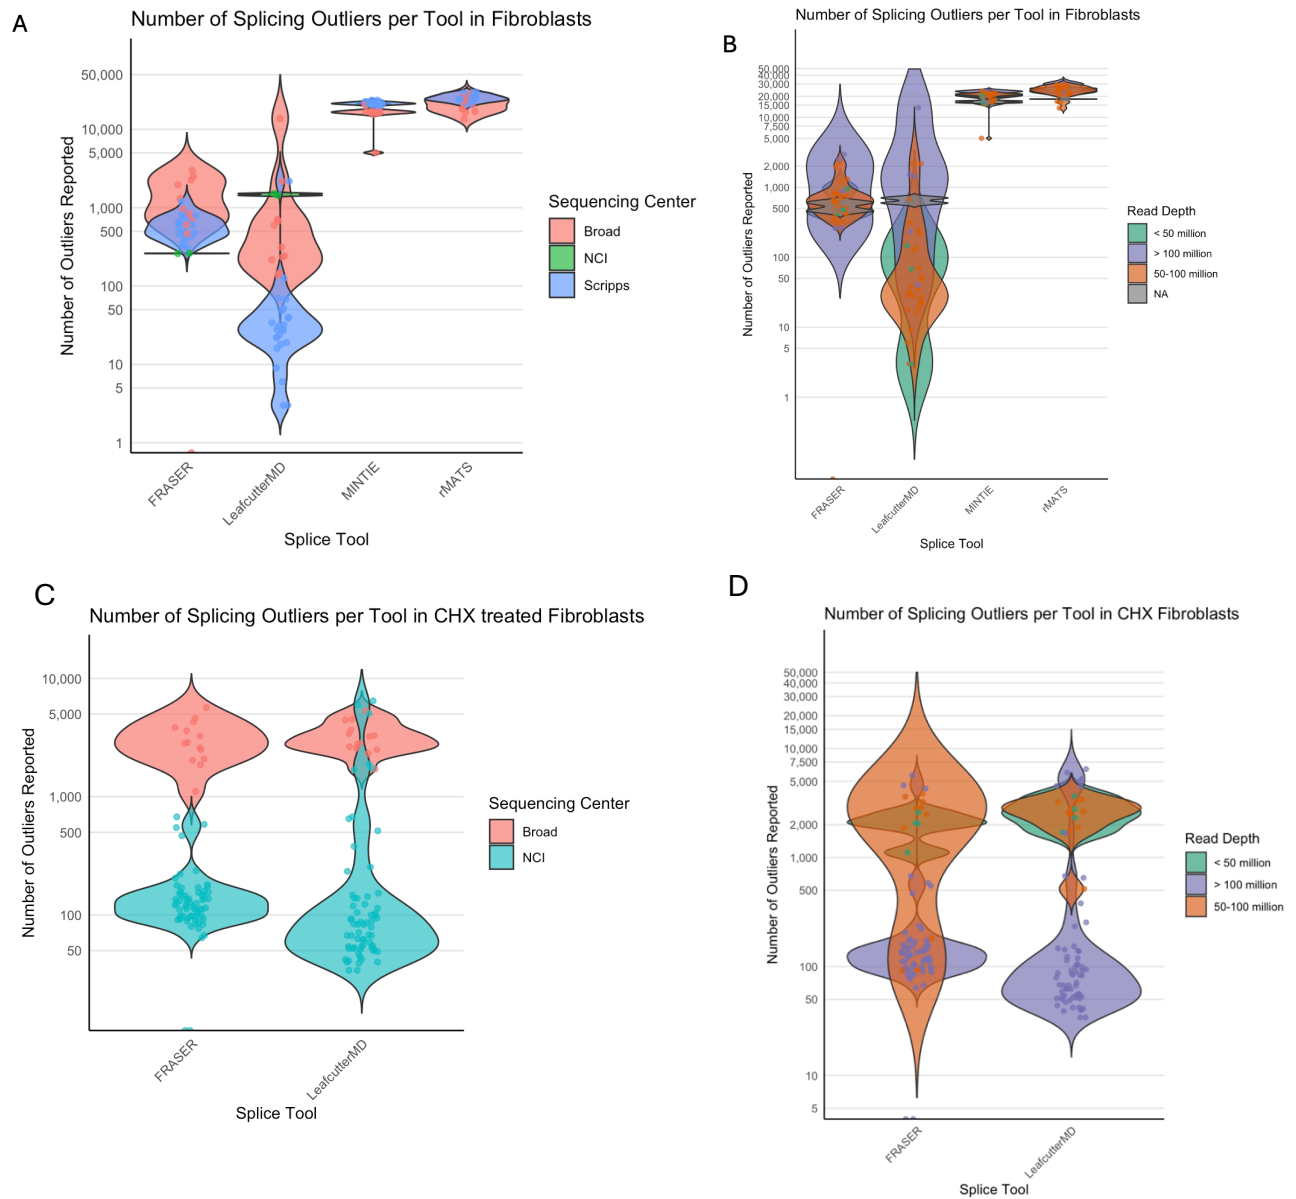 A
Number of Splicing Outliers per Tool in Fibroblasts
Number of Outliers Reported
50,000
10,000
5,000
1,000
500
100
50
10
5
1
FRASER
LeafcutterMD
MINTIE
rMATS
Splice Tool
Sequencing Center
Broad
NCI
Scripps
B
Number of Splicing Outliers per Tool in Fibroblasts
Number of Outliers Reported
50,000
40,000
30,000
20,000
15,000
10,000
7,500
5,000
2,000
1,000
500
100
50
10
5
1
FRASER
LeafcutterMD
MINTIE
rMATS
Splice Tool
Read Depth
< 50 million
> 100 million
50-100 million
NA
C
Number of Splicing Outliers per Tool in CHX treated Fibroblasts
Number of Outliers Reported
10,000
5,000
1,000
500
100
50
FRASER
LeafcutterMD
Splice Tool
Sequencing Center
Broad
NCI
D
Number of Splicing Outliers per Tool in CHX Fibroblasts
Number of Outliers Reported
50,000
40,000
30,000
20,000
15,000
10,000
7,500
5,000
2,000
1,000
500
100
50
10
5
FRASER
LeafcutterMD
Splice Tool
Read Depth
< 50 million
> 100 million
50-100 million